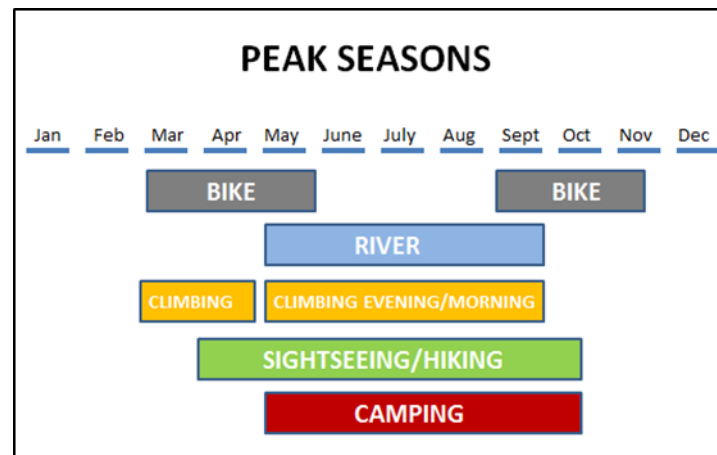 PEAK SEASONS
Jan Feb Mar Apr May June July Aug Sept Oct Nov Dec
BIKE BIKE
RIVER
CLIMBING CLIMBING EVENING/MORNING
SIGHTSEEING/HIKING
CAMPING